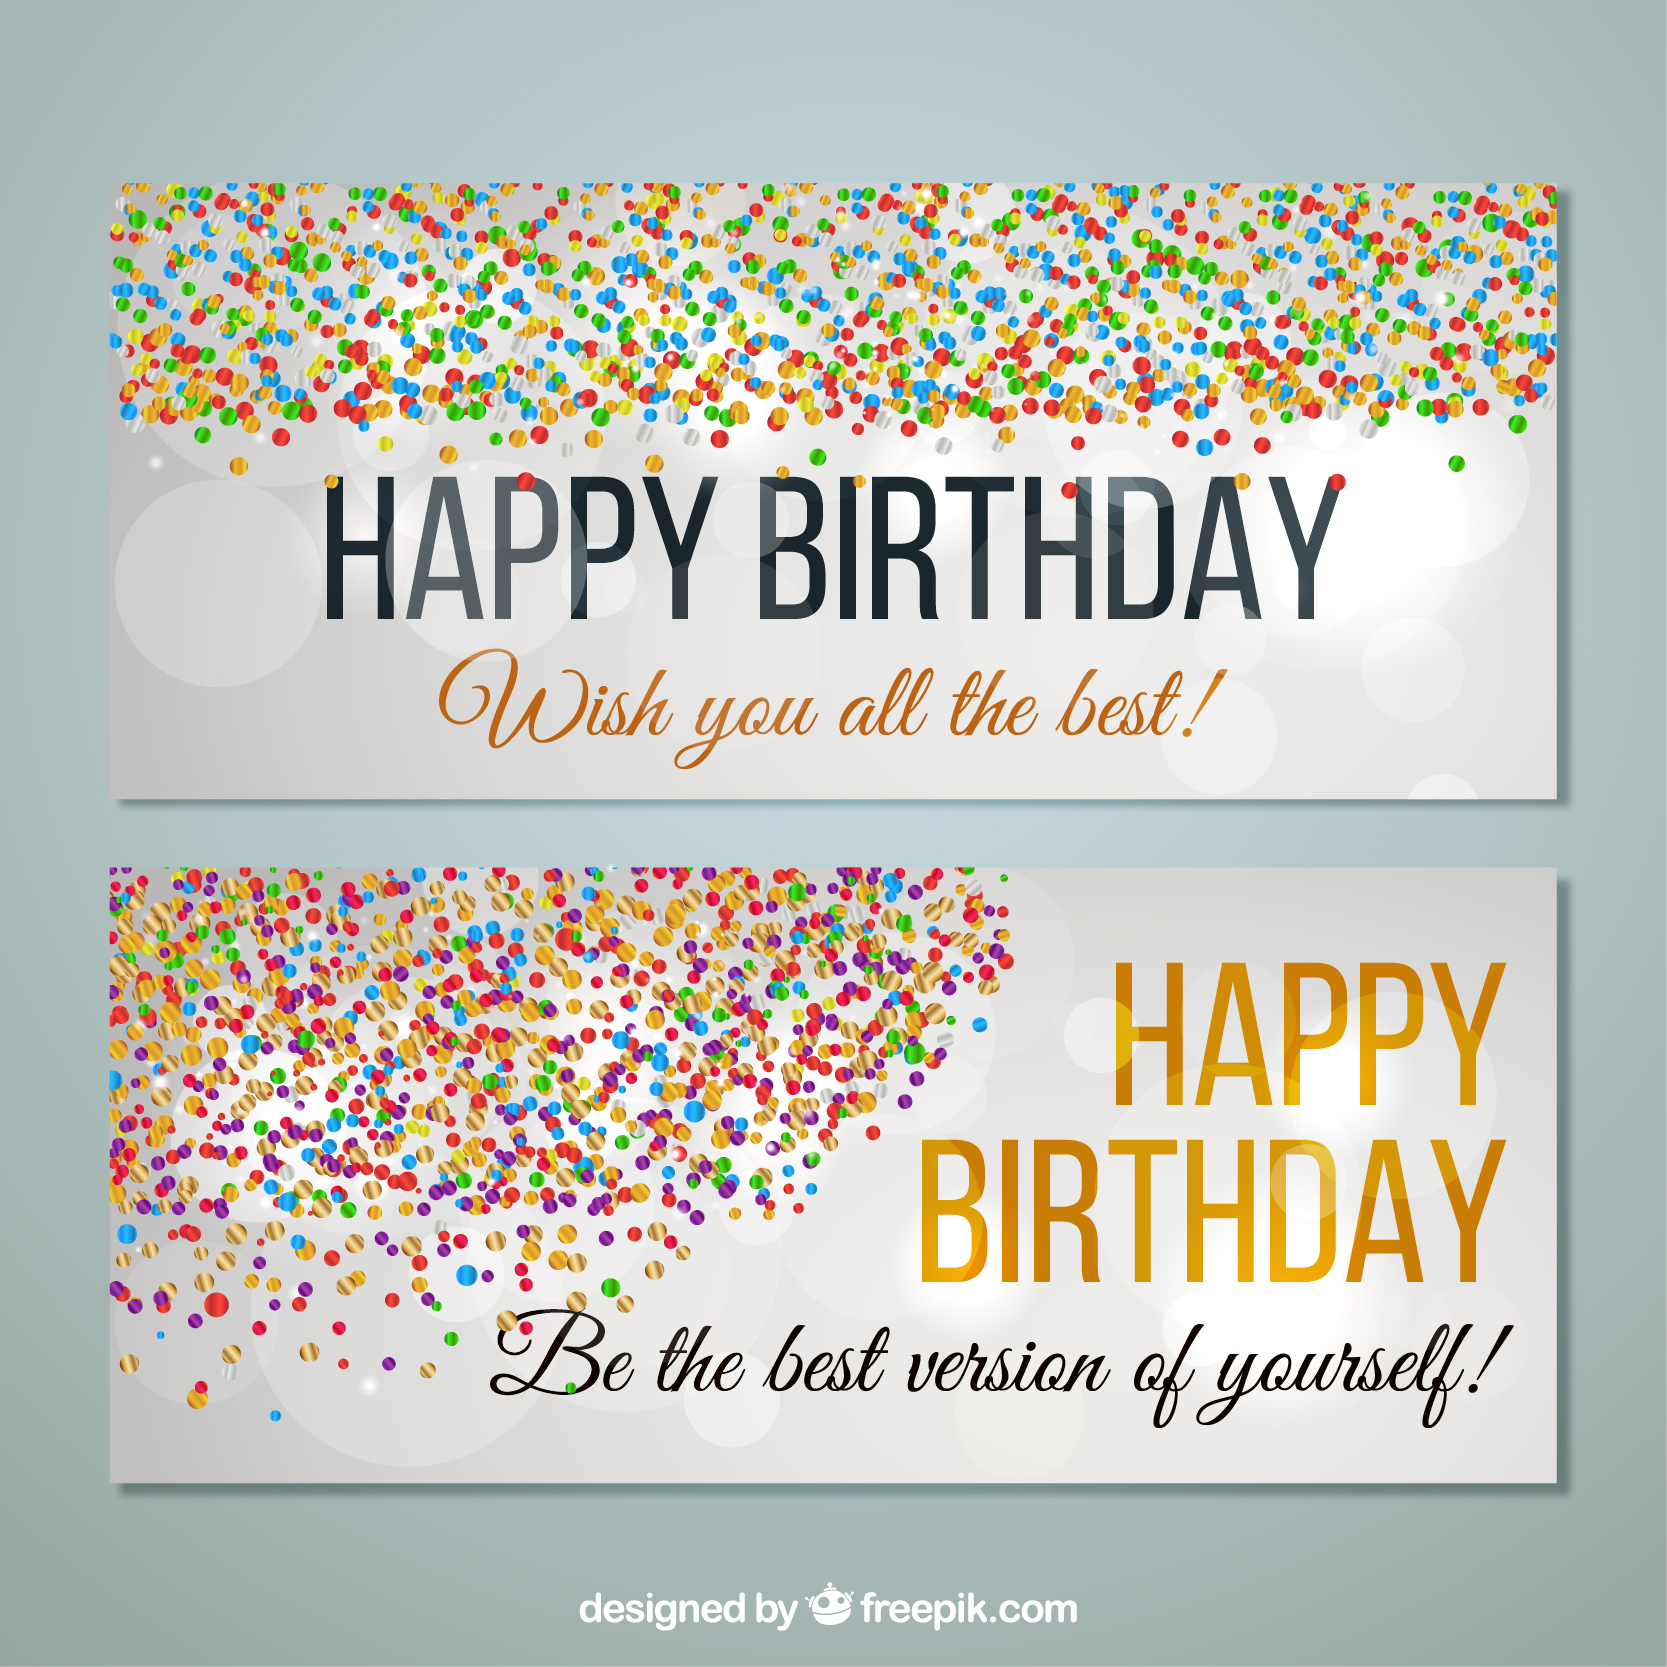 HAPPY BIRTHDAY
Wish you all the best!
HAPPY
BIRTHDAY
Be the best version of yourself!
designed by freepik.com